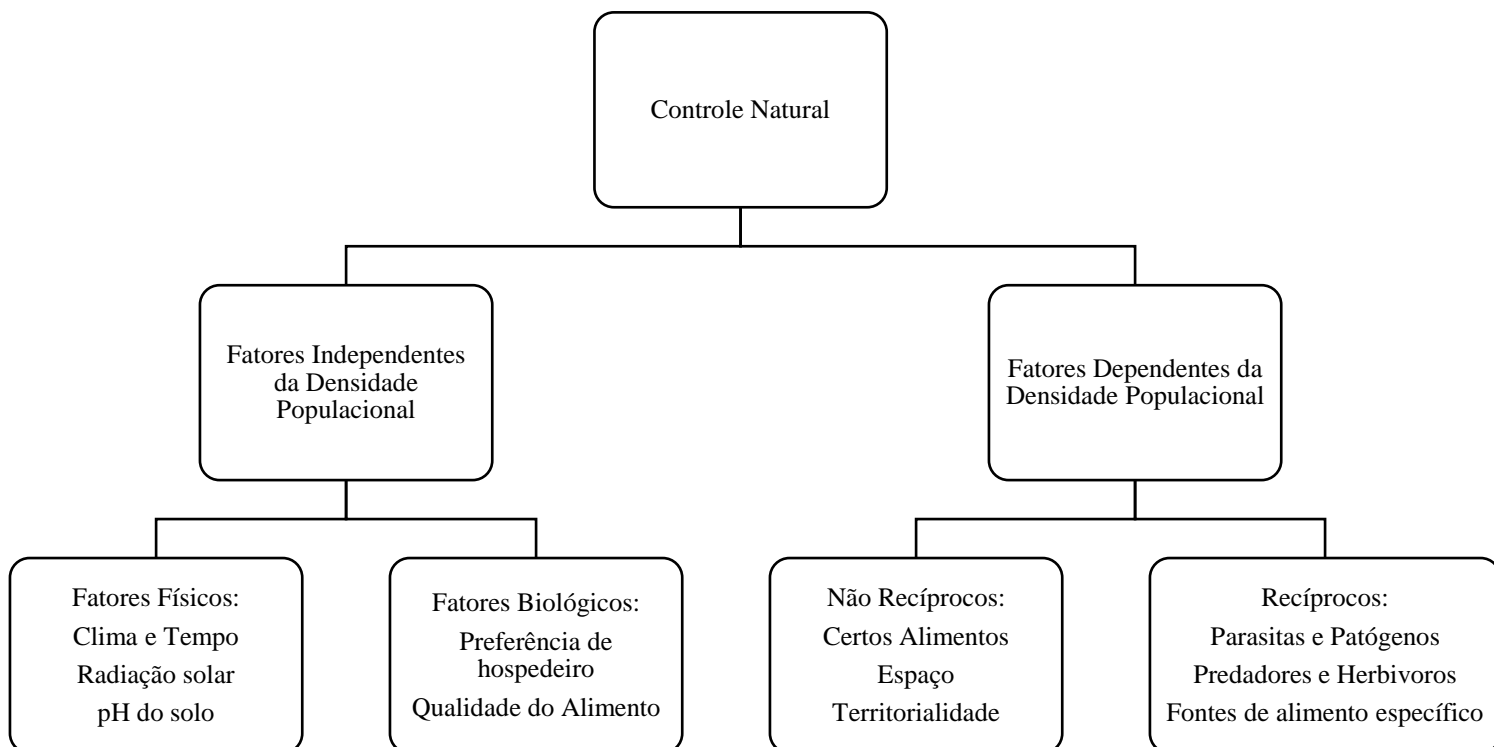 Controle Natural
Fatores Independentes
da Densidade
Populacional
Fatores Dependentes da
Densidade Populacional
Fatores Físicos:
Clima e Tempo
Radiação solar
pH do solo
Fatores Biológicos:
Preferência de
hospedeiro
Qualidade do Alimento
Não Recíprocos:
Certos Alimentos
Espaço
Territorialidade
Recíprocos:
Parasitas e Patógenos
Predadores e Herbivoros
Fontes de alimento específico